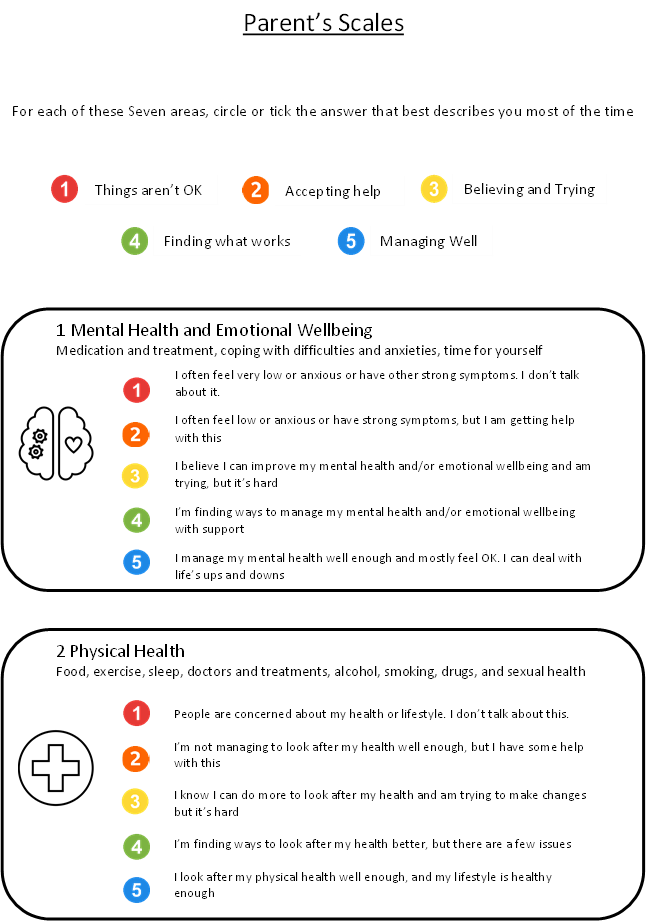 Parent's Scales
For each of these Seven areas, circle or tick the answer that best describes you most of the time
1 Things aren't OK
2 Accepting help
3 Believing and Trying
4 Finding what works
5 Managing Well
1 Mental Health and Emotional Wellbeing
Medication and treatment, coping with difficulties and anxieties, time for yourself
1 I often feel very low or anxious or have other strong symptoms. I don't talk
about it.
2 I often feel low or anxious or have strong symptoms, but I am getting help
with this
3 I believe I can improve my mental health and/or emotional wellbeing and am
trying, but it's hard
4 I'm finding ways to manage my mental health and/or emotional wellbeing
with support
5 I manage my mental health well enough and mostly feel OK. I can deal with
life's ups and downs
2 Physical Health
Food, exercise, sleep, doctors and treatments, alcohol, smoking, drugs, and sexual health
1 People are concerned about my health or lifestyle. I don't talk about this.
2 I'm not managing to look after my health well enough, but I have some help
with this
3 I know I can do more to look after my health and am trying to make changes
but it's hard
4 I'm finding ways to look after my health better, but there are a few issues
5 I look after my physical health well enough, and my lifestyle is healthy
enough